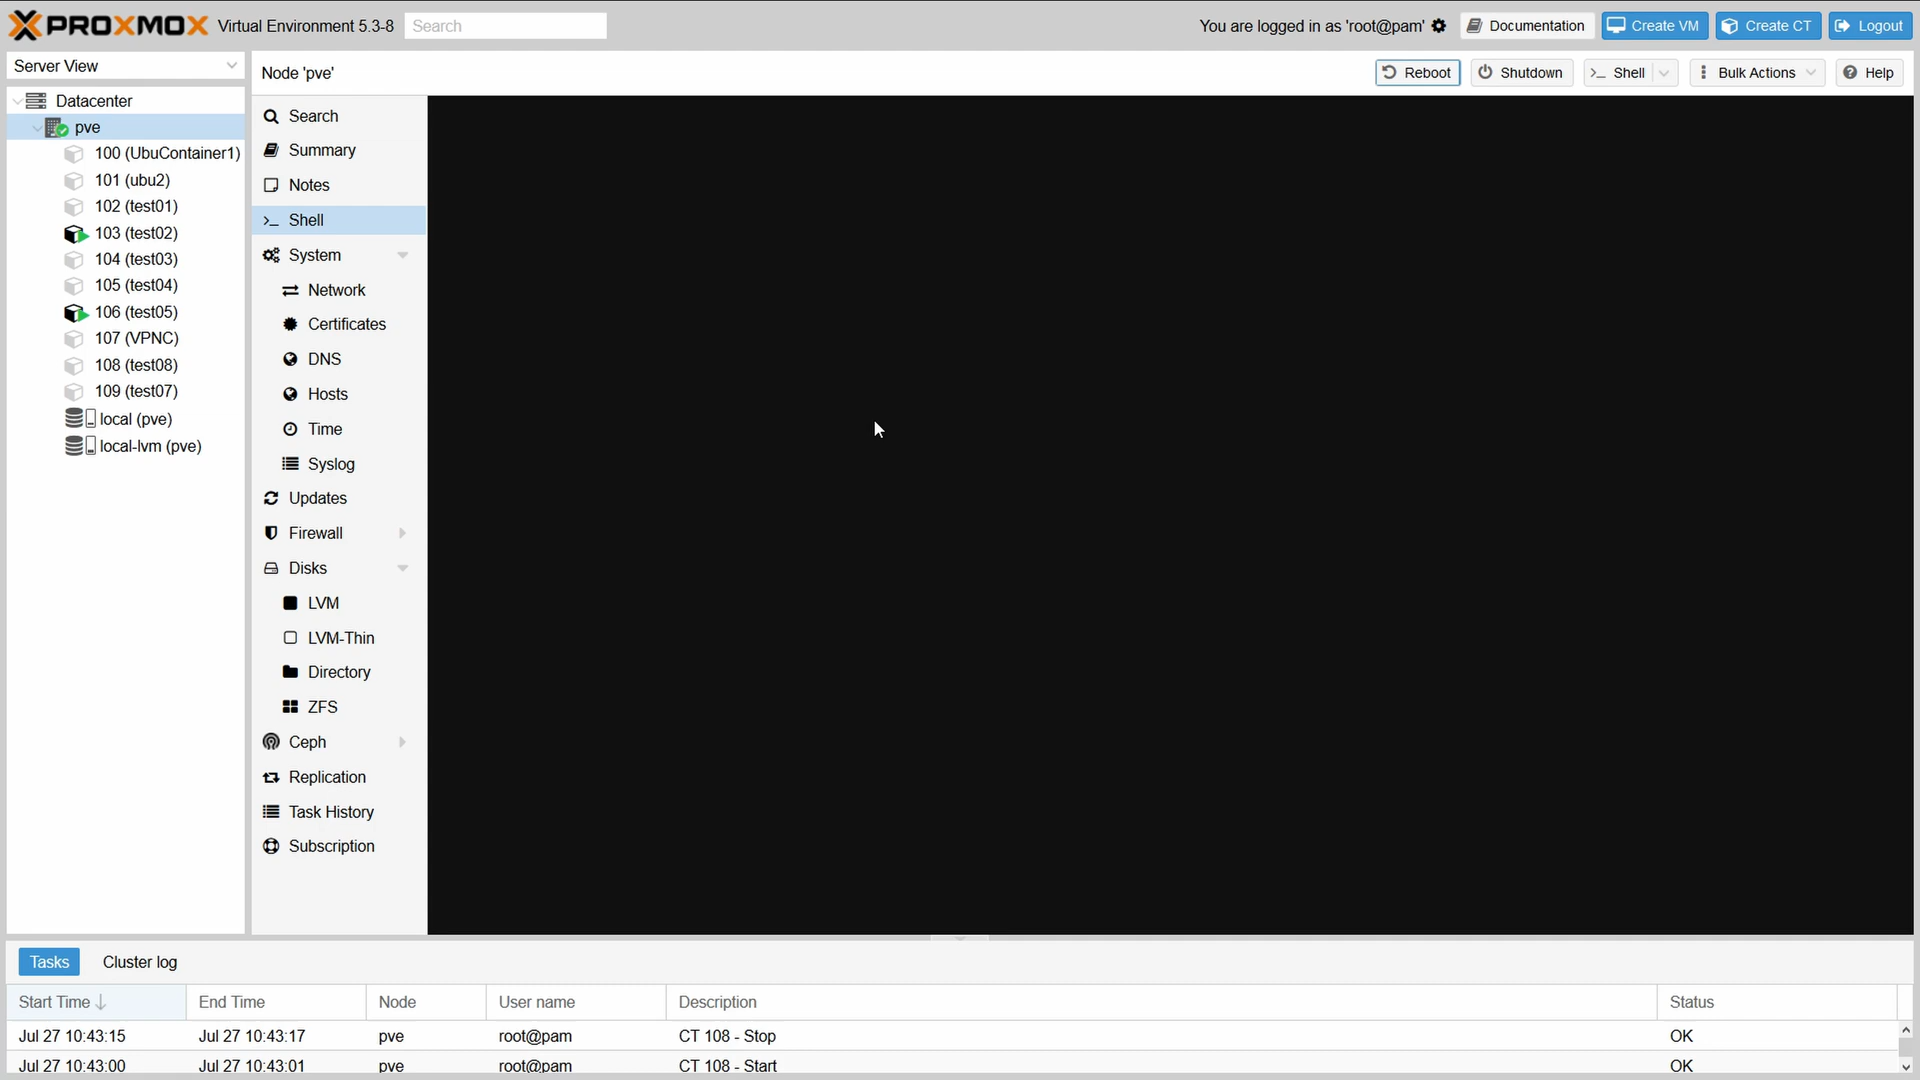 PROXMOX Virtual Environment 5.3-8 Search You are logged in as 'root@pam' Documentation Create VM Create CT Logout
Server View
Node 'pve' Reboot Shutdown >_ Shell Bulk Actions Help
Datacenter
pve
100 (UbuContainer1)
101 (ubu2)
102 (test01)
103 (test02)
104 (test03)
105 (test04)
106 (test05)
107 (VPNC)
108 (test08)
109 (test07)
local (pve)
local-lvm (pve)
Search
Summary
Notes
>_ Shell
System
Network
Certificates
DNS
Hosts
Time
Syslog
Updates
Firewall
Disks
LVM
LVM-Thin
Directory
ZFS
Ceph
Replication
Task History
Subscription
Tasks Cluster log
Start Time End Time Node User name Description Status
Jul 27 10:43:15 Jul 27 10:43:17 pve root@pam CT 108 - Stop OK
Jul 27 10:43:00 Jul 27 10:43:01 pve root@pam CT 108 - Start OK